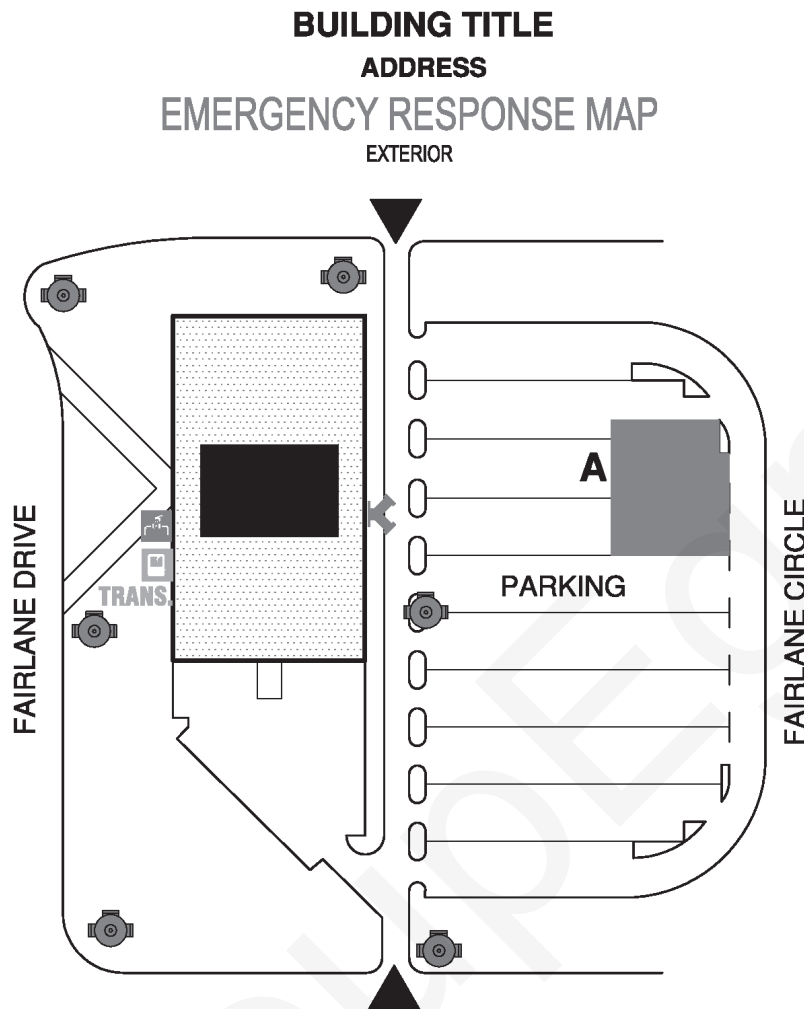 BUILDING TITLE
ADDRESS
EMERGENCY RESPONSE MAP
EXTERIOR
A
PARKING
TRANS.
FAIRLANE DRIVE
FAIRLANE CIRCLE